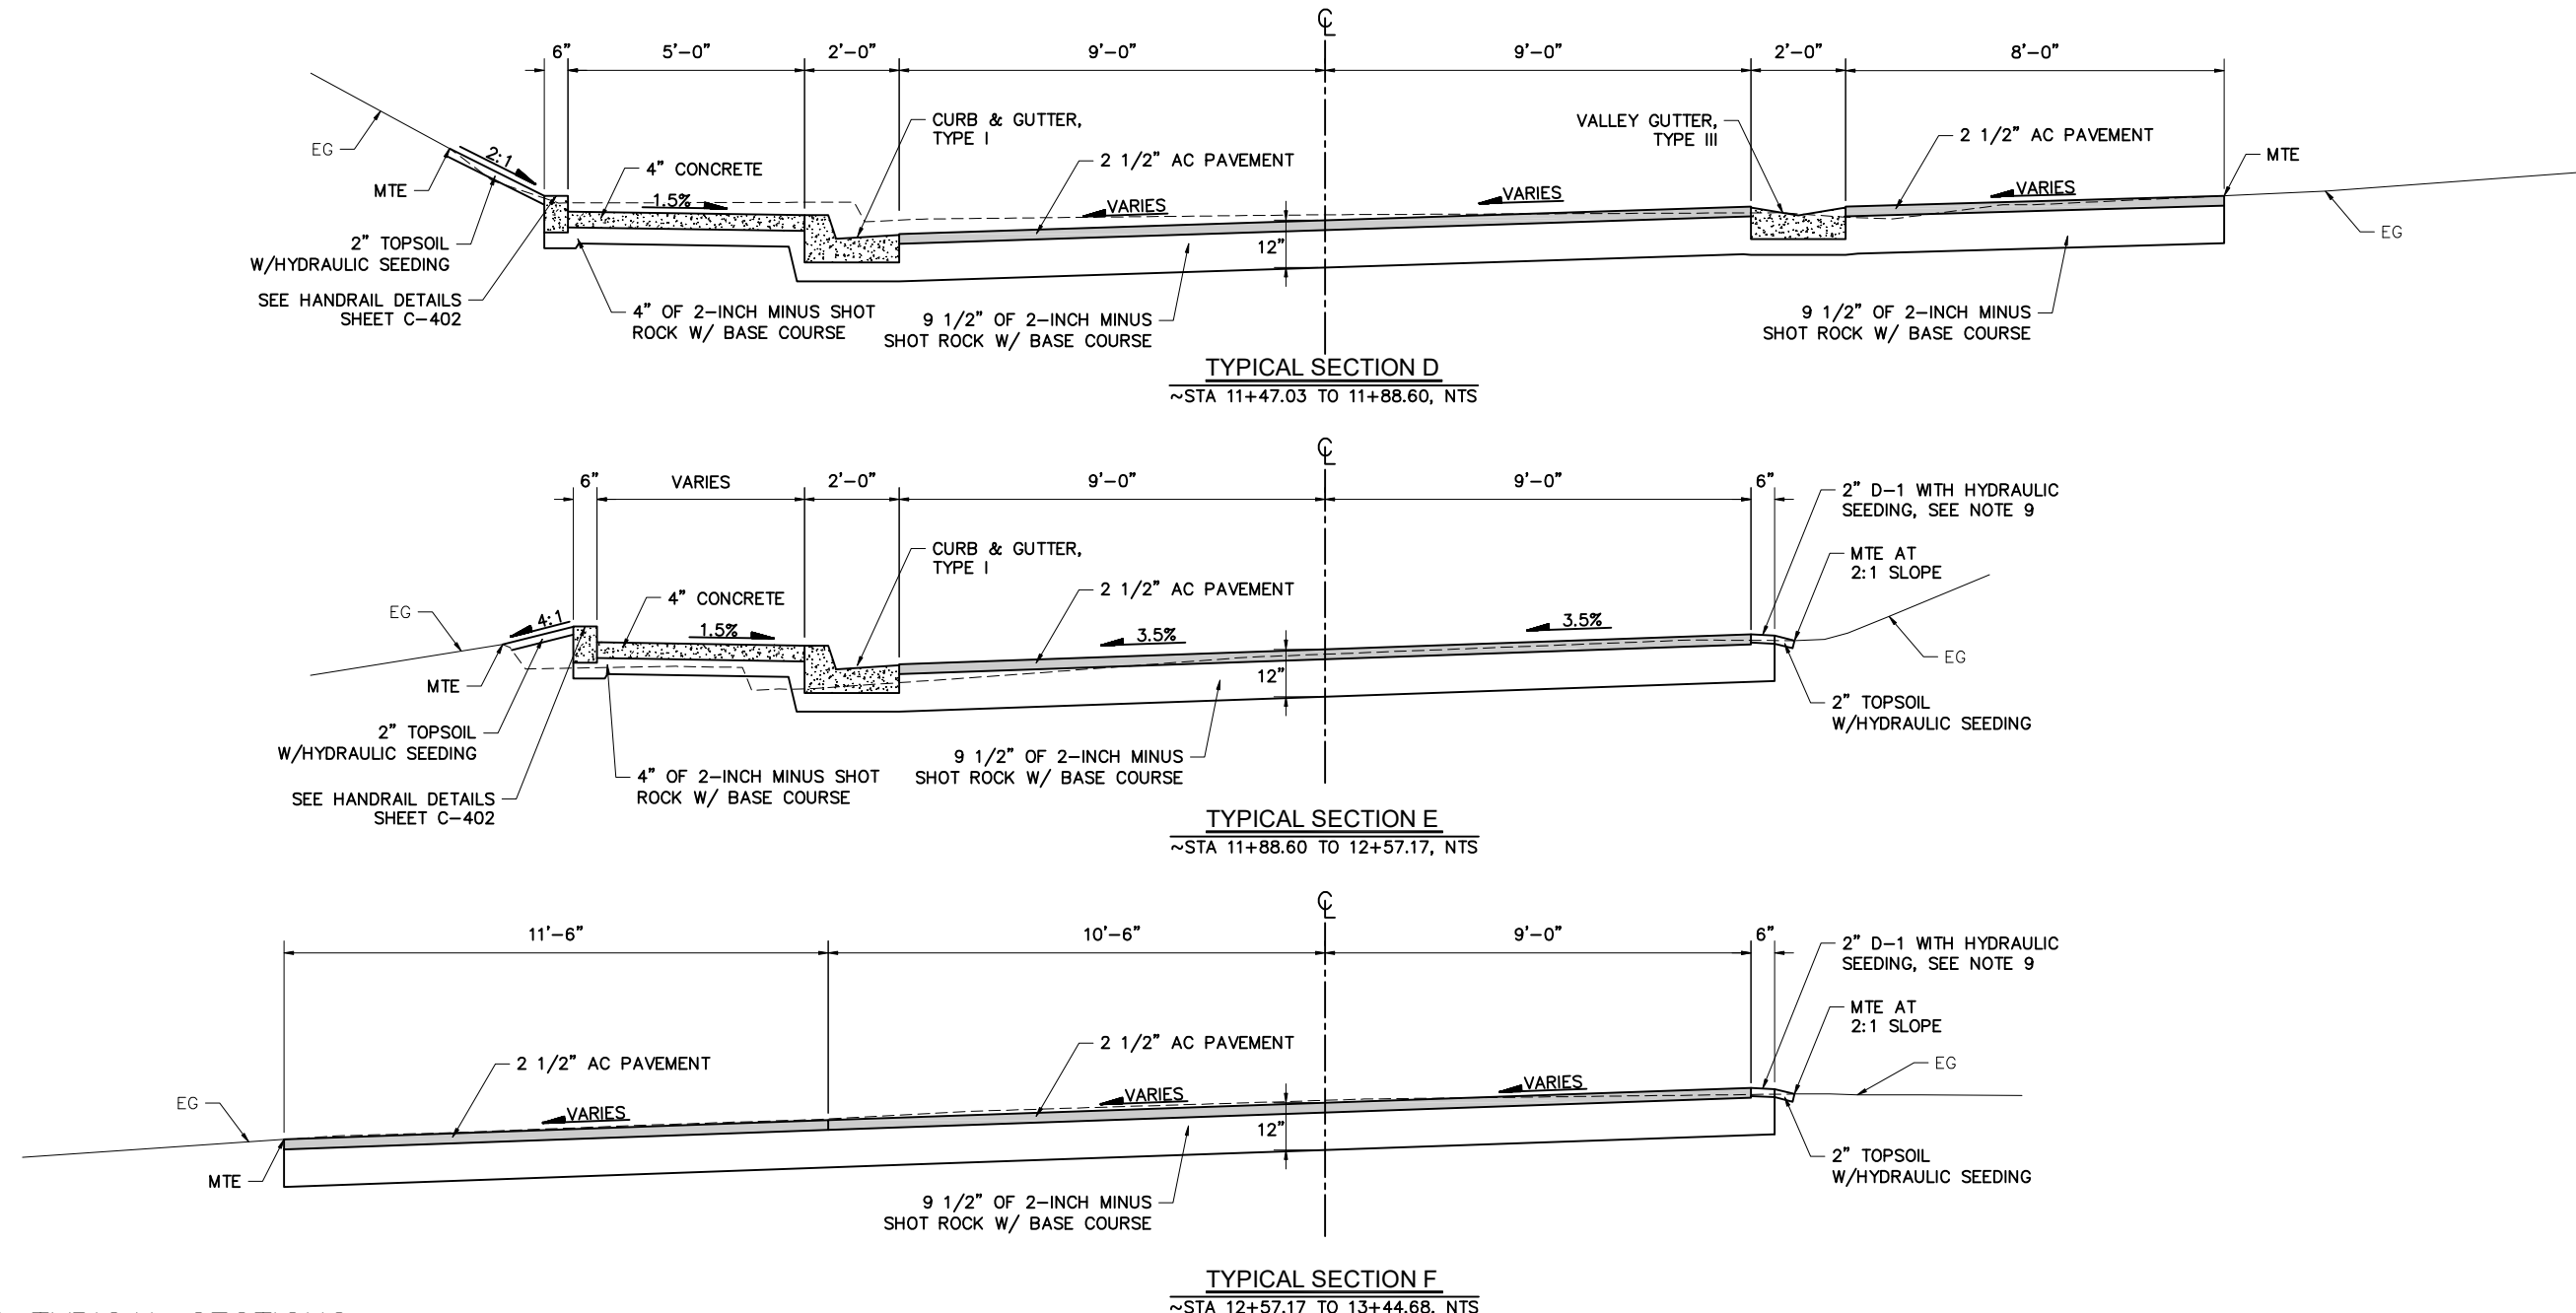 ℄
6" 5'-0" 2'-0" 9'-0" 9'-0" 2'-0" 8'-0"
EG
2:1
MTE
4" CONCRETE
1.5%
CURB & GUTTER,
TYPE I
2 1/2" AC PAVEMENT
VARIES
VARIES
VALLEY GUTTER,
TYPE III
2 1/2" AC PAVEMENT
VARIES
MTE
EG
2" TOPSOIL
W/HYDRAULIC SEEDING
SEE HANDRAIL DETAILS
SHEET C-402
4" OF 2-INCH MINUS SHOT
ROCK W/ BASE COURSE
12"
9 1/2" OF 2-INCH MINUS
SHOT ROCK W/ BASE COURSE
9 1/2" OF 2-INCH MINUS
SHOT ROCK W/ BASE COURSE
TYPICAL SECTION D
~STA 11+47.03 TO 11+88.60, NTS
℄
6" VARIES 2'-0" 9'-0" 9'-0" 6"
2" D-1 WITH HYDRAULIC
SEEDING, SEE NOTE 9
CURB & GUTTER,
TYPE I
MTE AT
2:1 SLOPE
EG
4:1
4" CONCRETE
1.5%
2 1/2" AC PAVEMENT
3.5%
3.5%
EG
MTE
12"
2" TOPSOIL
W/HYDRAULIC SEEDING
2" TOPSOIL
W/HYDRAULIC SEEDING
SEE HANDRAIL DETAILS
SHEET C-402
4" OF 2-INCH MINUS SHOT
ROCK W/ BASE COURSE
9 1/2" OF 2-INCH MINUS
SHOT ROCK W/ BASE COURSE
TYPICAL SECTION E
~STA 11+88.60 TO 12+57.17, NTS
℄
11'-6" 10'-6" 9'-0" 6"
2" D-1 WITH HYDRAULIC
SEEDING, SEE NOTE 9
MTE AT
2:1 SLOPE
2 1/2" AC PAVEMENT
2 1/2" AC PAVEMENT
EG
EG
VARIES
VARIES
VARIES
12"
MTE
2" TOPSOIL
W/HYDRAULIC SEEDING
9 1/2" OF 2-INCH MINUS
SHOT ROCK W/ BASE COURSE
TYPICAL SECTION F
~STA 12+57.17 TO 13+44.68, NTS